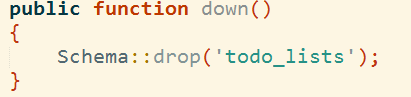 public function down()
{
    Schema::drop('todo_lists');
}